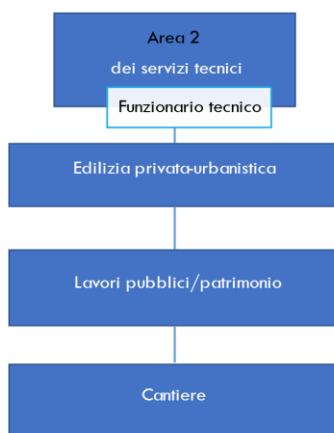 Area 2
dei servizi tecnici
Funzionario tecnico
Edilizia privata-urbanistica
Lavori pubblici/patrimonio
Cantiere